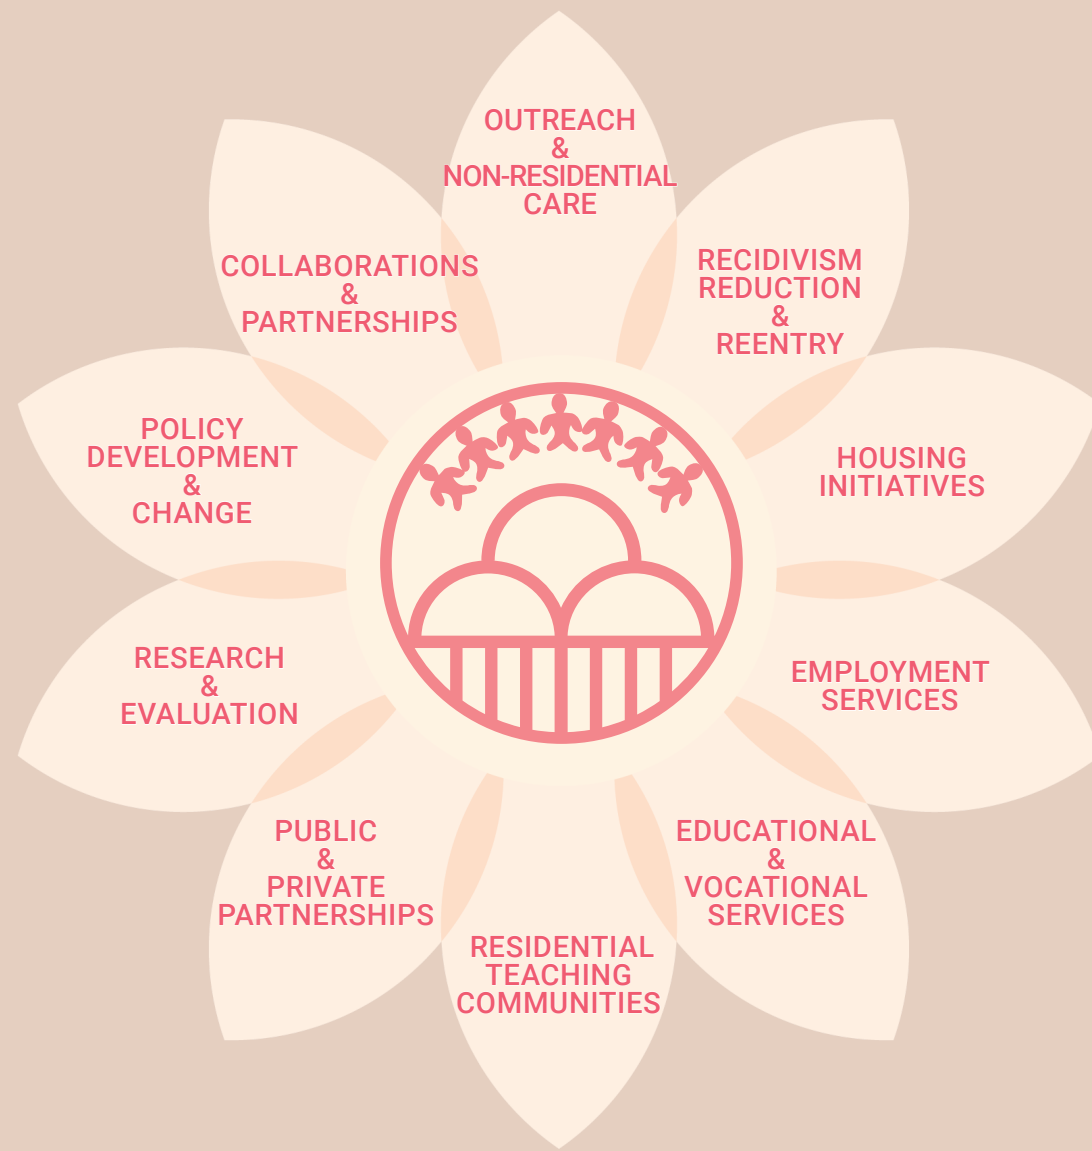 OUTREACH
&
NON-RESIDENTIAL
CARE
RECIDIVISM
REDUCTION
&
REENTRY
HOUSING
INITIATIVES
EMPLOYMENT
SERVICES
EDUCATIONAL
&
VOCATIONAL
SERVICES
RESIDENTIAL
TEACHING
COMMUNITIES
PUBLIC
&
PRIVATE
PARTNERSHIPS
RESEARCH
&
EVALUATION
POLICY
DEVELOPMENT
&
CHANGE
COLLABORATIONS
&
PARTNERSHIPS